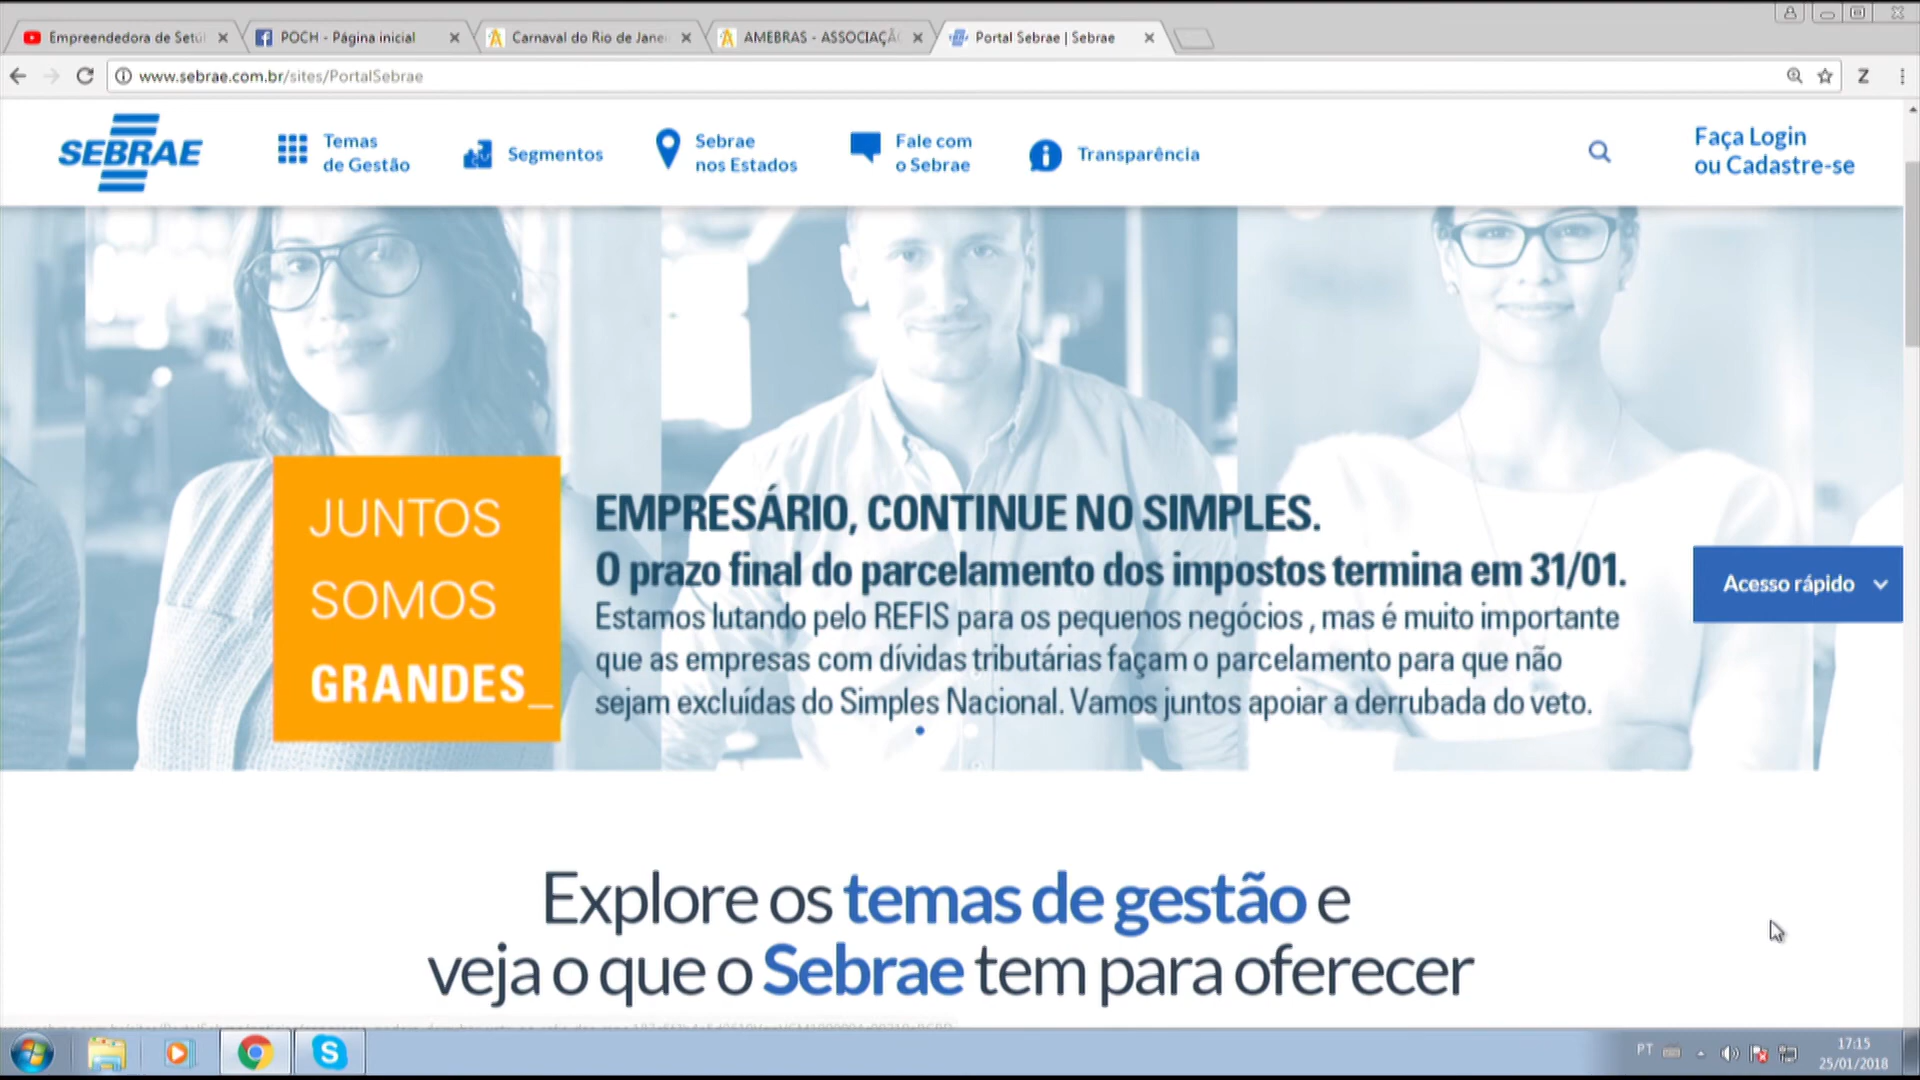 Empreendedora de Setú
POCH - Página inicial
Carnaval do Rio de Jane
AMEBRAS - ASSOCIAÇÃ
Portal Sebrae | Sebrae
www.sebrae.com.br/sites/PortalSebrae
Z
SEBRAE
Temas
de Gestão
Segmentos
Sebrae
nos Estados
Fale com
o Sebrae
Transparência
Faça Login
ou Cadastre-se
JUNTOS
SOMOS
GRANDES_
EMPRESÁRIO, CONTINUE NO SIMPLES.
O prazo final do parcelamento dos impostos termina em 31/01.
Estamos lutando pelo REFIS para os pequenos negócios , mas é muito importante
que as empresas com dívidas tributárias façam o parcelamento para que não
sejam excluídas do Simples Nacional. Vamos juntos apoiar a derrubada do veto.
Acesso rápido
Explore os temas de gestão e
veja o que o Sebrae tem para oferecer
PT
17:15
25/01/2018